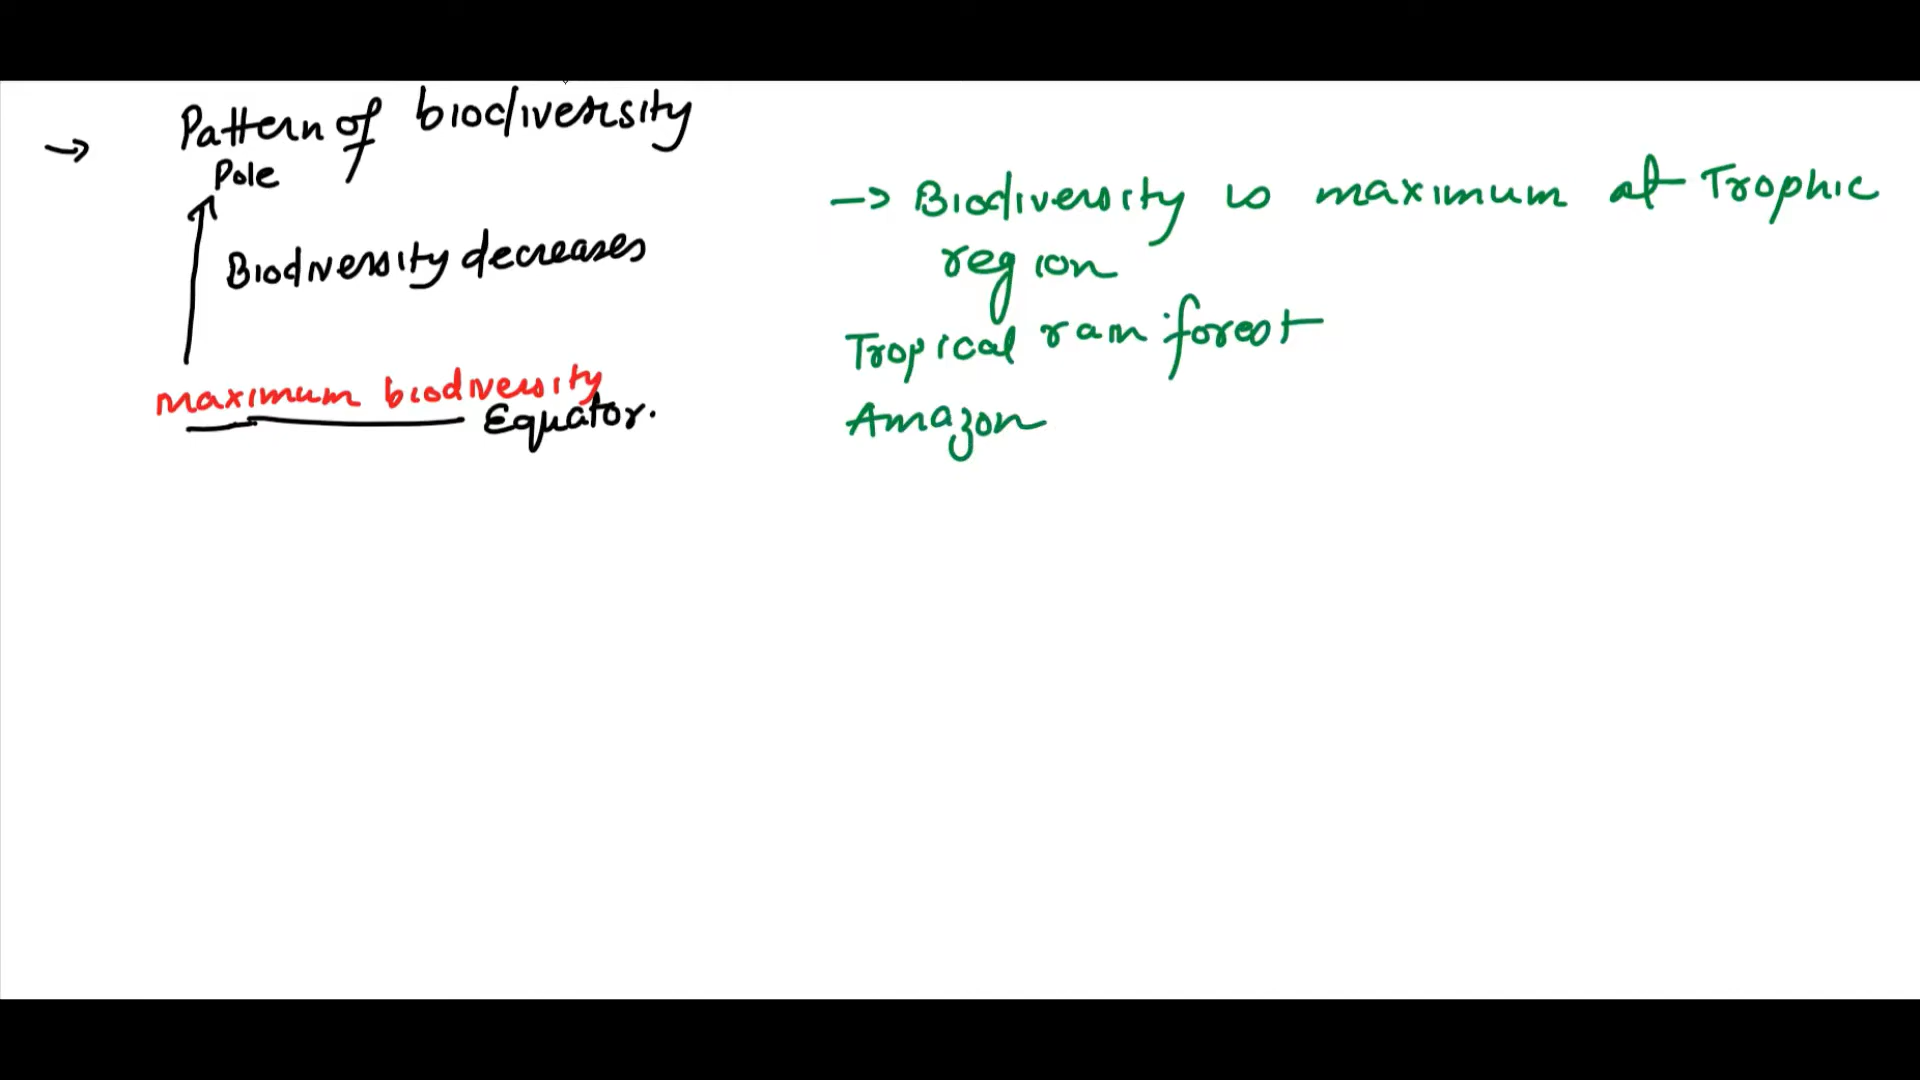 → Pattern of biodiversity
Pole
Biodiversity decreases
maximum biodiversity
Equator.
→ Biodiversity is maximum at Trophic
region
Tropical rain forest
Amazon